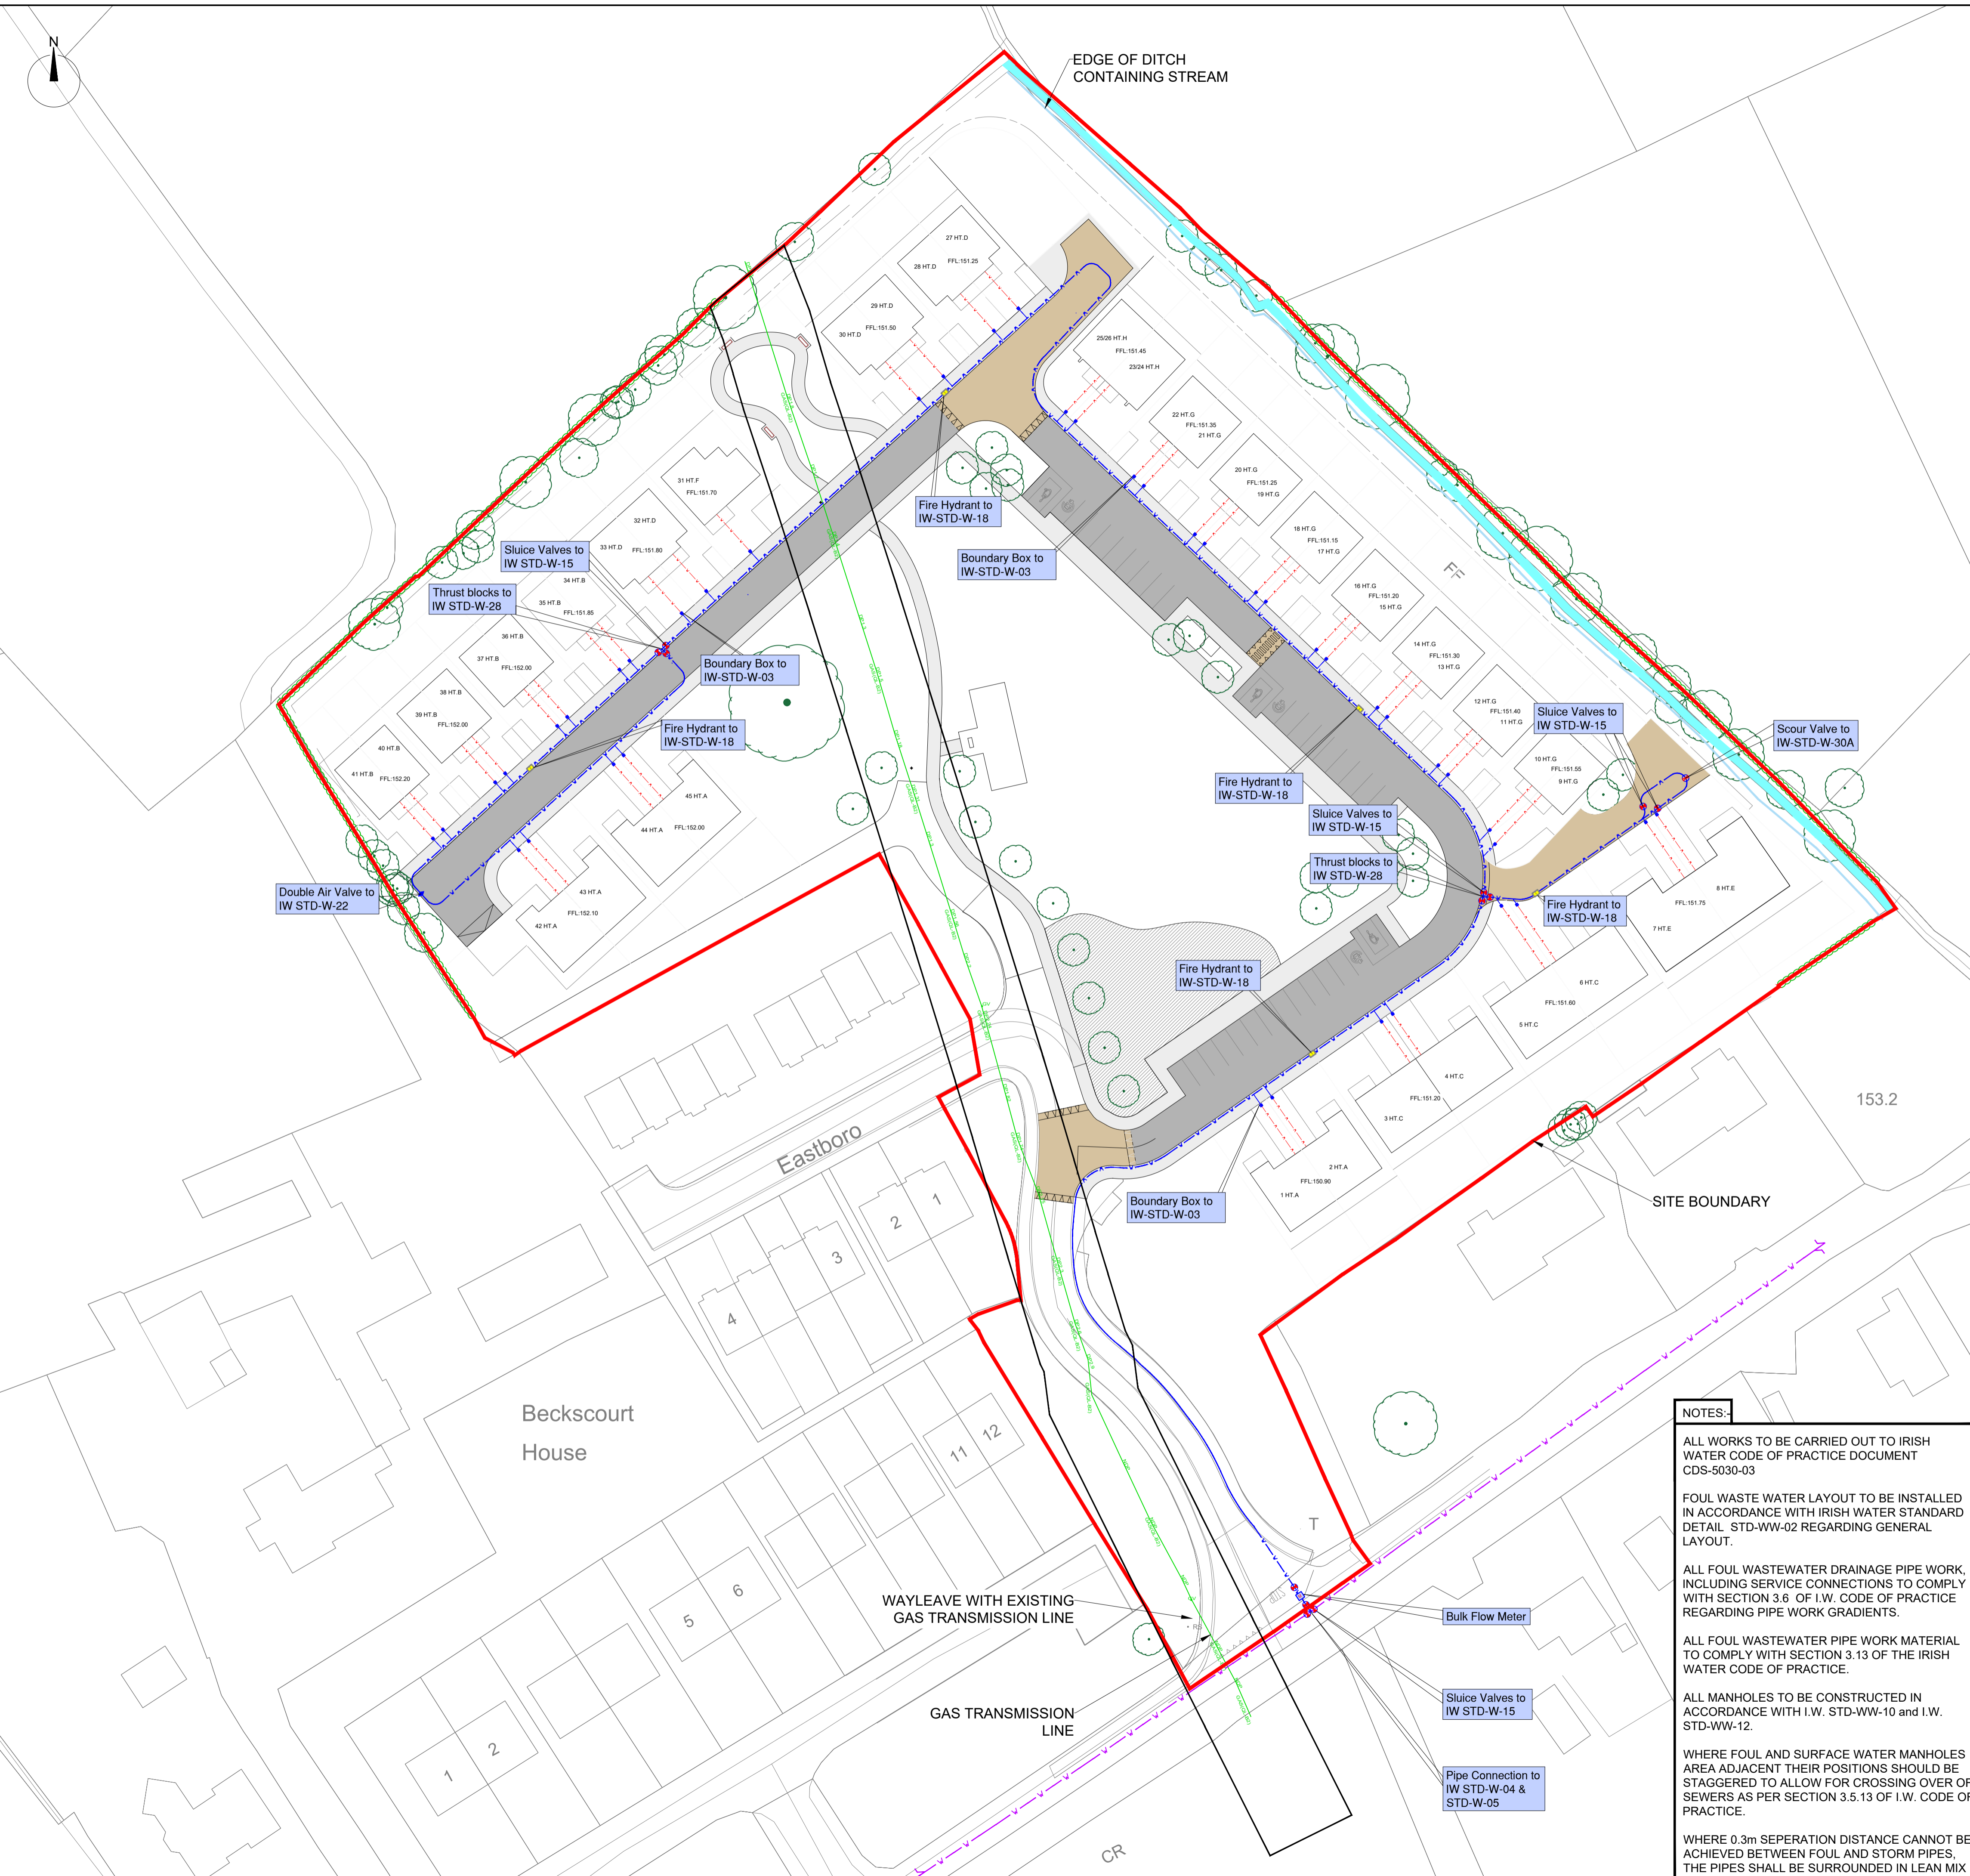 N
EDGE OF DITCH
CONTAINING STREAM
27 HT.D
28 HT.D
FFL:151.25
29 HT.D
30 HT.D
FFL:151.50
25/26 HT.H
FFL:151.45
23/24 HT.H
22 HT.G
FFL:151.35
21 HT.G
20 HT.G
FFL:151.25
19 HT.G
18 HT.G
FFL:151.15
17 HT.G
16 HT.G
FFL:151.20
15 HT.G
14 HT.G
FFL:151.30
13 HT.G
12 HT.G
FFL:151.40
11 HT.G
10 HT.G
FFL:151.55
9 HT.G
31 HT.F
FFL:151.70
32 HT.D
33 HT.D
FFL:151.80
34 HT.B
35 HT.B
FFL:151.85
36 HT.B
37 HT.B
FFL:152.00
38 HT.B
39 HT.B
FFL:152.00
40 HT.B
41 HT.B
FFL:152.20
45 HT.A
44 HT.A
FFL:152.00
43 HT.A
FFL:152.10
42 HT.A
8 HT.E
FFL:151.75
7 HT.E
6 HT.C
FFL:151.60
5 HT.C
4 HT.C
FFL:151.20
3 HT.C
2 HT.A
FFL:150.90
1 HT.A
Fire Hydrant to
IW-STD-W-18
Boundary Box to
IW-STD-W-03
Sluice Valves to
IW STD-W-15
Thrust blocks to
IW STD-W-28
Boundary Box to
IW-STD-W-03
Fire Hydrant to
IW-STD-W-18
Double Air Valve to
IW STD-W-22
Sluice Valves to
IW STD-W-15
Scour Valve to
IW-STD-W-30A
Fire Hydrant to
IW-STD-W-18
Sluice Valves to
IW STD-W-15
Thrust blocks to
IW STD-W-28
Fire Hydrant to
IW-STD-W-18
Fire Hydrant to
IW-STD-W-18
Boundary Box to
IW-STD-W-03
FF
153.2
SITE BOUNDARY
Eastboro
1
2
3
4
Beckscourt
House
11
12
5
6
1
2
T
STOP
RS
CR
WAYLEAVE WITH EXISTING
GAS TRANSMISSION LINE
GAS TRANSMISSION
LINE
Bulk Flow Meter
Sluice Valves to
IW STD-W-15
Pipe Connection to
IW STD-W-04 &
STD-W-05
NOTES:-
ALL WORKS TO BE CARRIED OUT TO IRISH
WATER CODE OF PRACTICE DOCUMENT
CDS-5030-03
FOUL WASTE WATER LAYOUT TO BE INSTALLED
IN ACCORDANCE WITH IRISH WATER STANDARD
DETAIL STD-WW-02 REGARDING GENERAL
LAYOUT.
ALL FOUL WASTEWATER DRAINAGE PIPE WORK,
INCLUDING SERVICE CONNECTIONS TO COMPLY
WITH SECTION 3.6 OF I.W. CODE OF PRACTICE
REGARDING PIPE WORK GRADIENTS.
ALL FOUL WASTEWATER PIPE WORK MATERIAL
TO COMPLY WITH SECTION 3.13 OF THE IRISH
WATER CODE OF PRACTICE.
ALL MANHOLES TO BE CONSTRUCTED IN
ACCORDANCE WITH I.W. STD-WW-10 and I.W.
STD-WW-12.
WHERE FOUL AND SURFACE WATER MANHOLES
AREA ADJACENT THEIR POSITIONS SHOULD BE
STAGGERED TO ALLOW FOR CROSSING OVER OF
SEWERS AS PER SECTION 3.5.13 OF I.W. CODE OF
PRACTICE.
WHERE 0.3m SEPERATION DISTANCE CANNOT BE
ACHIEVED BETWEEN FOUL AND STORM PIPES,
THE PIPES SHALL BE SURROUNDED IN LEAN MIX